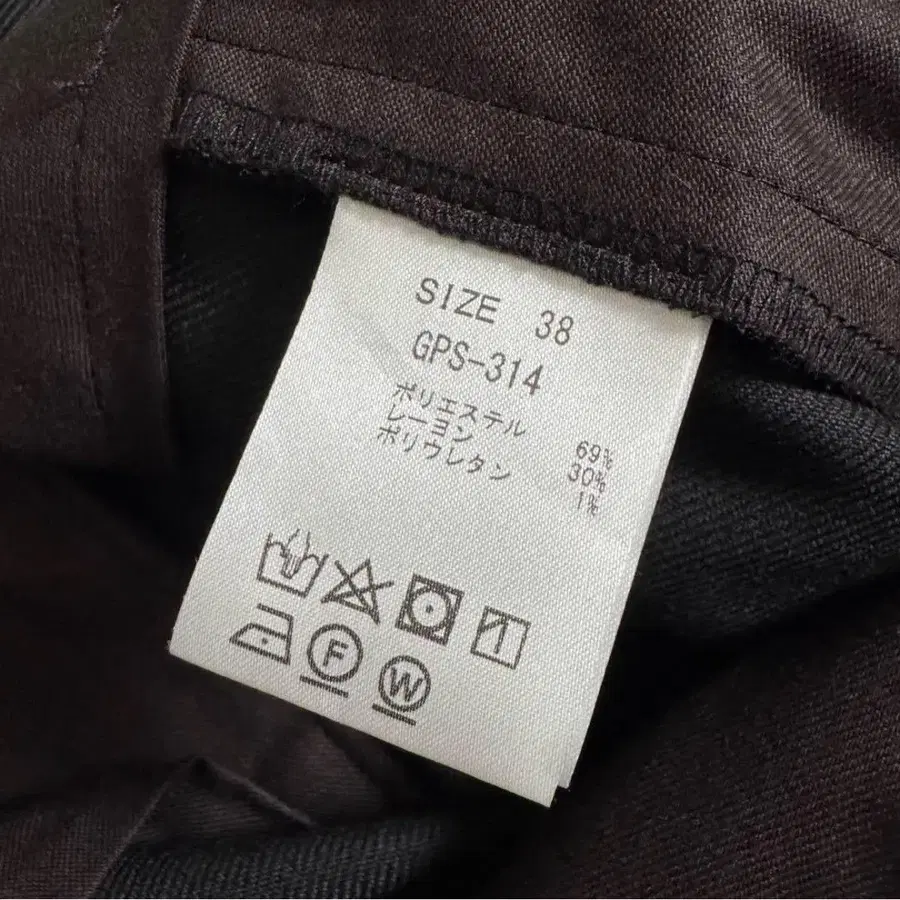 SIZE 38
GPS-314
ポリエステル 69%
レーヨン 30%
ポリウレタン 1%
F
W